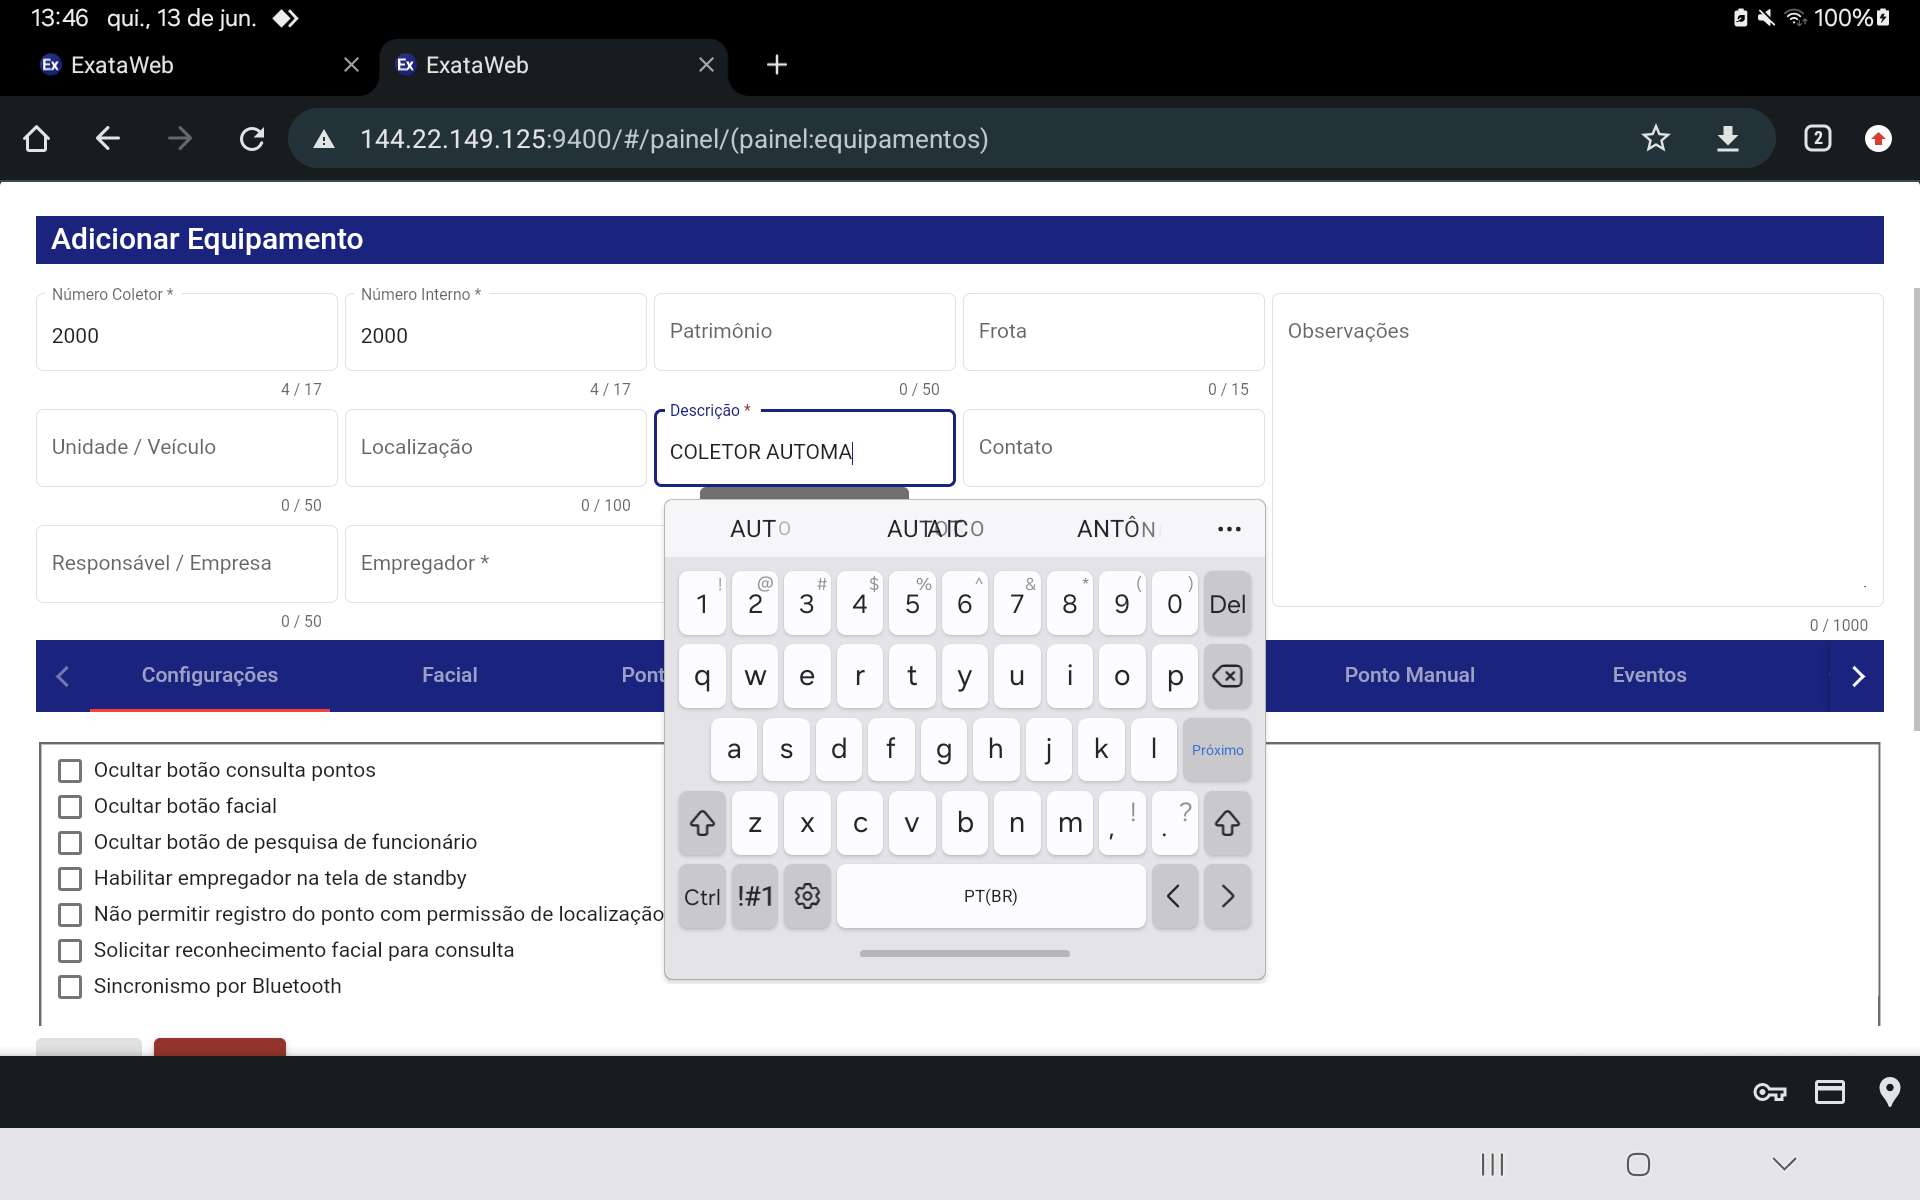 13:46 qui., 13 de jun. 100%
ExataWeb
ExataWeb
144.22.149.125:9400/#/painel/(painel:equipamentos) 2
Adicionar Equipamento
Número Coletor *
2000
4 / 17
Número Interno *
2000
4 / 17
Patrimônio
0 / 50
Frota
0 / 15
Observações
0 / 1000
Unidade / Veículo
0 / 50
Localização
0 / 100
Descrição *
COLETOR AUTOMA
Contato
Responsável / Empresa
0 / 50
Empregador *
Configurações Facial Pont Ponto Manual Eventos
Ocultar botão consulta pontos
Ocultar botão facial
Ocultar botão de pesquisa de funcionário
Habilitar empregador na tela de standby
Não permitir registro do ponto com permissão de localização
Solicitar reconhecimento facial para consulta
Sincronismo por Bluetooth
AUTO ANTÔN
! @ # $ % ^ & * ( )
1 2 3 4 5 6 7 8 9 0 Del
q w e r t y u i o p
a s d f g h j k l Próximo
z x c v b n m , ! . ?
Ctrl !#1 PT(BR) < >